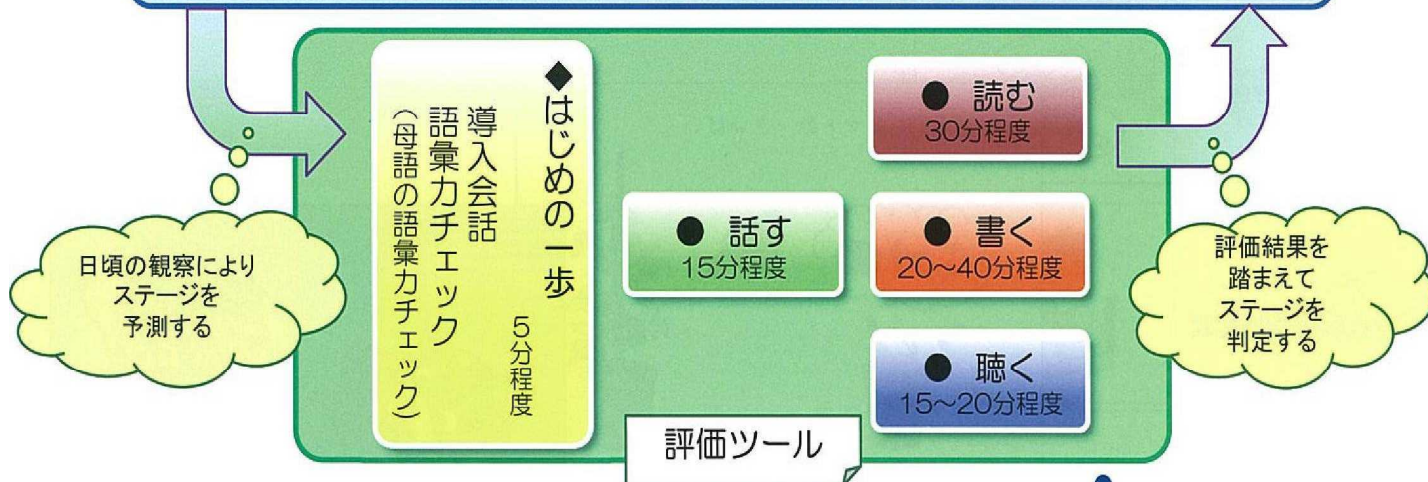 日頃の観察により
ステージを
予測する
◆はじめの一歩
5分程度
導入会話
語彙力チェック
(母語の語彙力チェック)
● 話す
15分程度
● 読む
30分程度
● 書く
20〜40分程度
● 聴く
15〜20分程度
評価ツール
評価結果を
踏まえて
ステージを
判定する